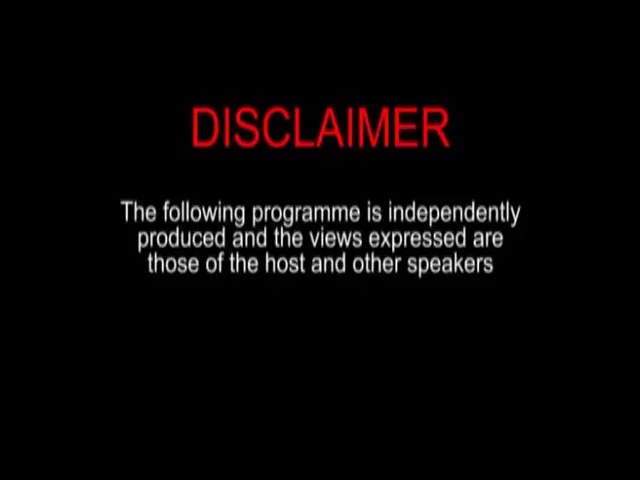 DISCLAIMER
The following programme is independently
produced and the views expressed are
those of the host and other speakers